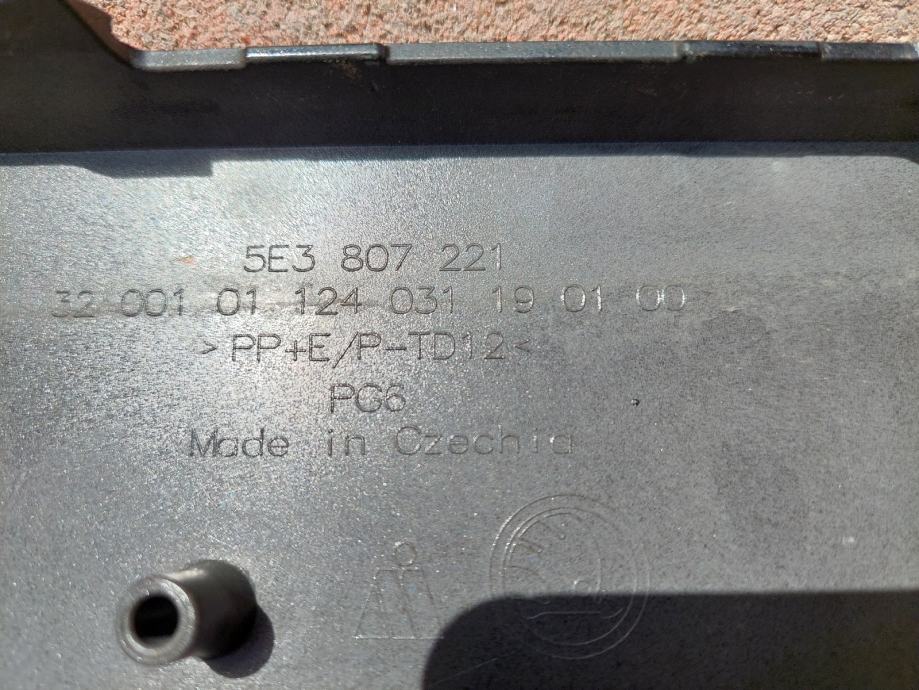 5E3 807 221
32 001 01 124 031 19 01 00
>PP+E/P-TD12<
PG6
Made in Czechia